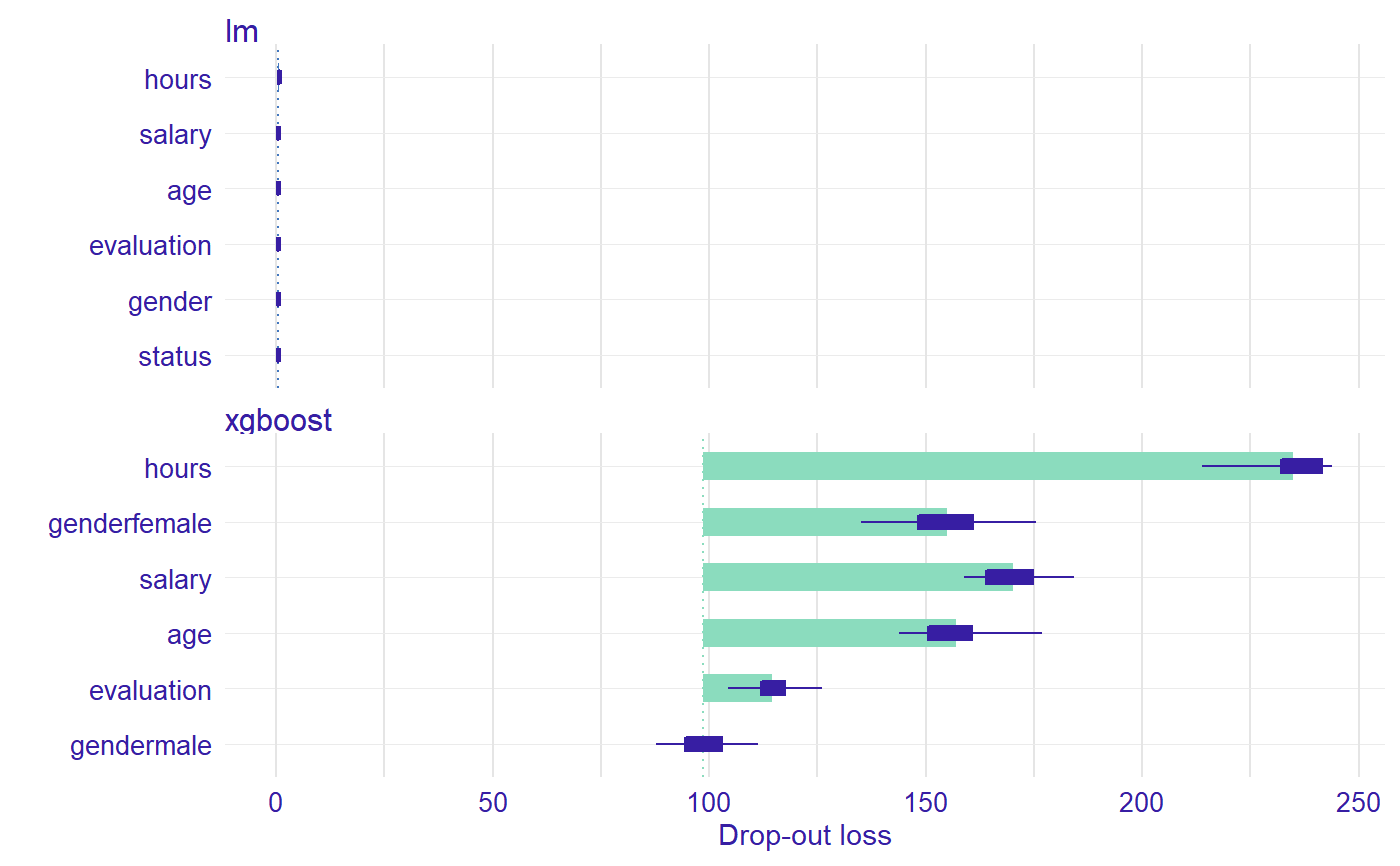 lm
hours
salary
age
evaluation
gender
status
xgboost
hours
genderfemale
salary
age
evaluation
gendermale
0 50 100 150 200 250
Drop-out loss